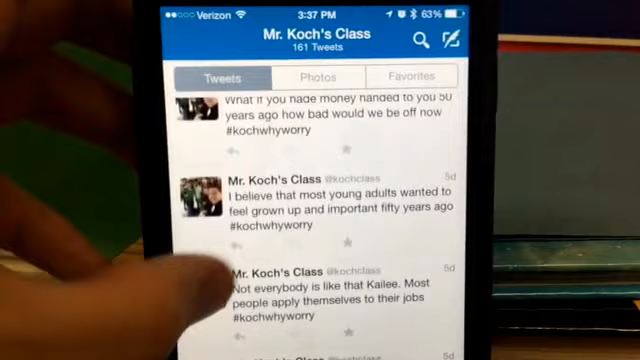 Verizon 3:37 PM 63%
Mr. Koch's Class
161 Tweets
Tweets Photos Favorites
What if you hade money handed to you 50
years ago how bad would we be off now
#kochwhyworry
Mr. Koch's Class @kochclass 5d
I believe that most young adults wanted to
feel grown up and important fifty years ago
#kochwhyworry
Mr. Koch's Class @kochclass 5d
Not everybody is like that Kailee. Most
people apply themselves to their jobs
#kochwhyworry